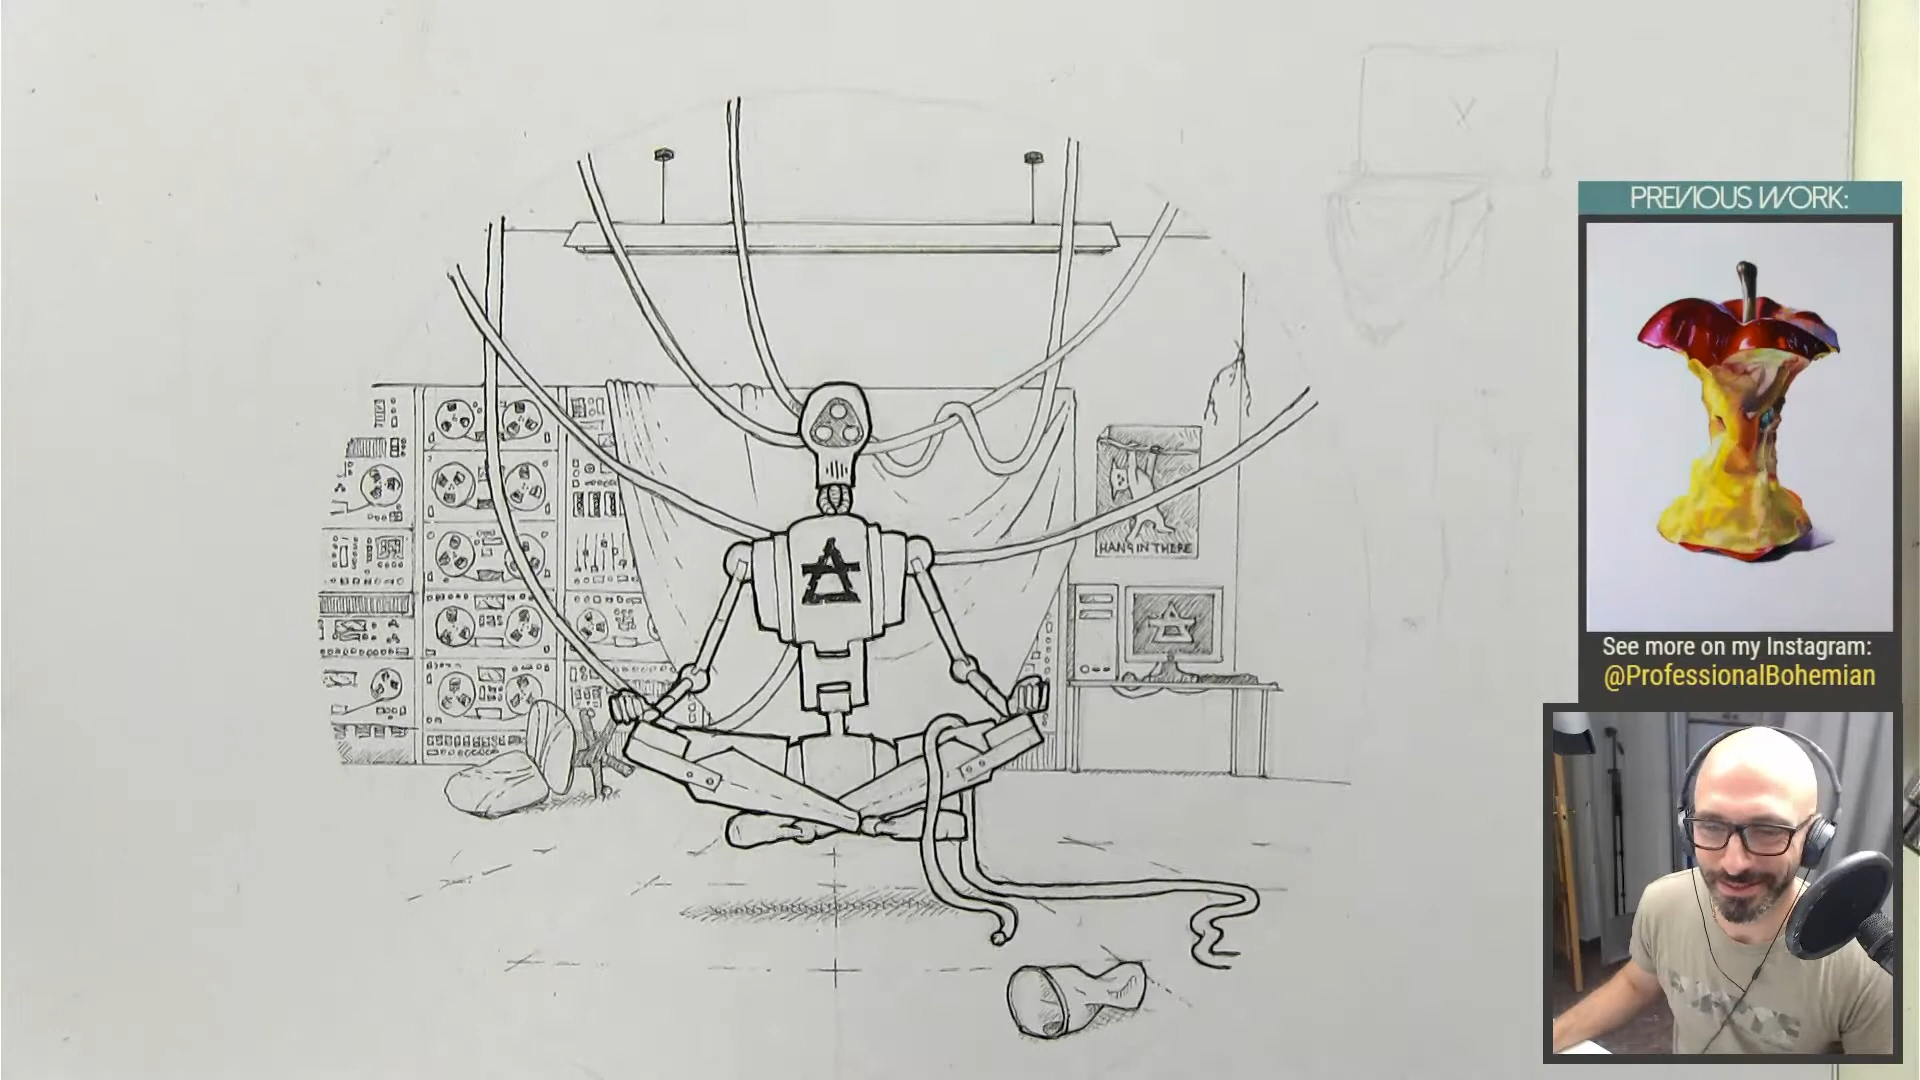 PREVIOUS WORK:
HANG IN THERE
See more on my Instagram:
@ProfessionalBohemian